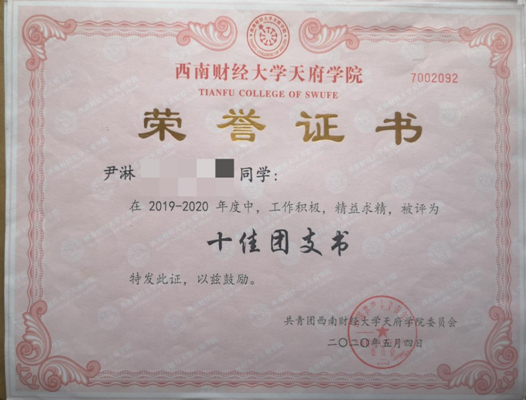 西南财经大学天府学院
TIANFU COLLEGE OF SWUFE
7002092
荣誉证书
尹淋 同学：
在 2019-2020 年度中，工作积极，精益求精，被评为
十佳团支书
特发此证，以兹鼓励。
共青团西南财经大学天府学院委员会
二〇二〇年五月四日